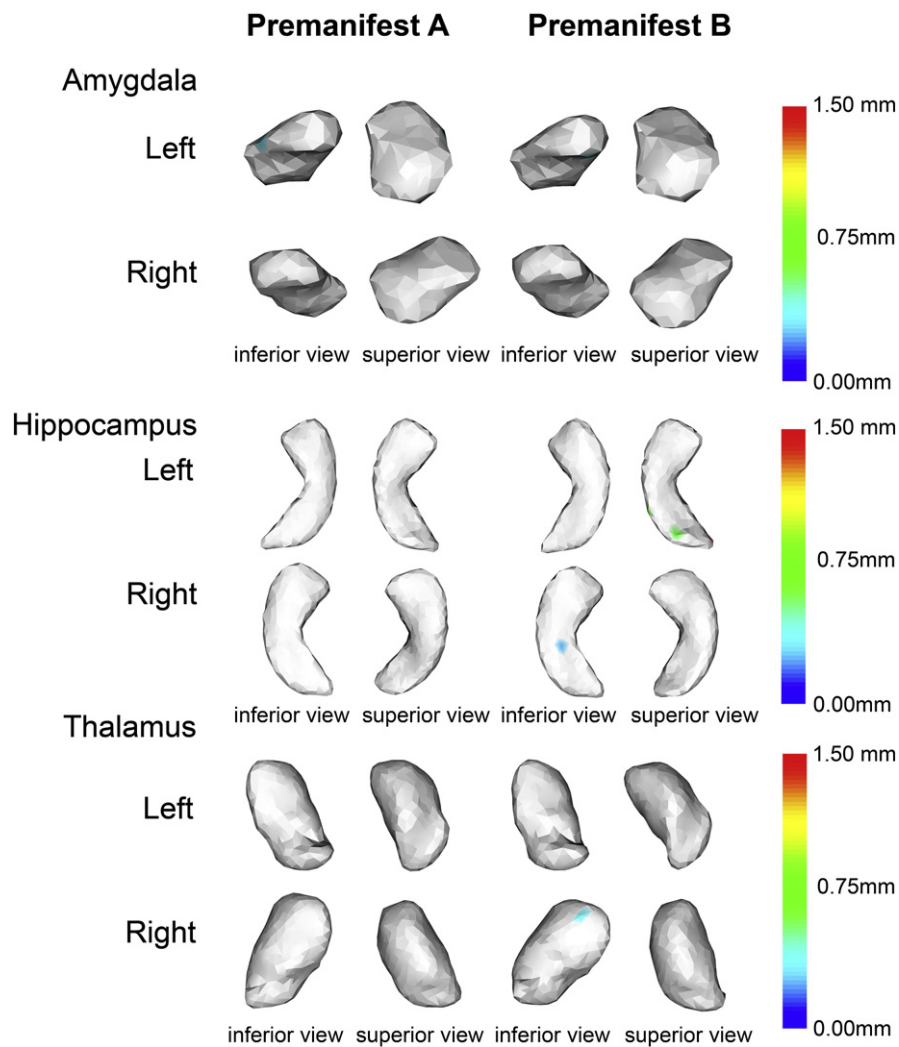 Premanifest A Premanifest B
Amygdala
1.50 mm
Left
0.75mm
Right
inferior view superior view inferior view superior view
0.00mm
Hippocampus
1.50 mm
Left
0.75mm
Right
0.00mm
inferior view superior view inferior view superior view
Thalamus
1.50 mm
Left
0.75mm
Right
0.00mm
inferior view superior view inferior view superior view